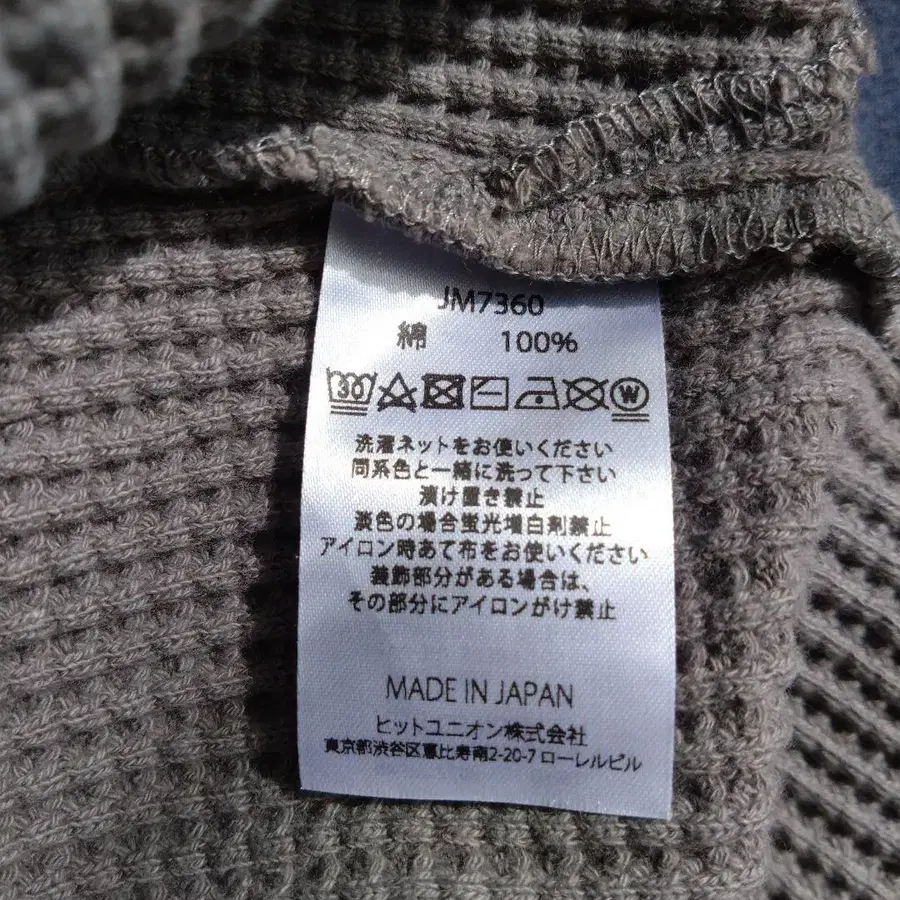 JM7360
綿 100%
30 W
洗濯ネットをお使いください
同系色と一緒に洗って下さい
漬け置き禁止
淡色の場合蛍光増白剤禁止
アイロン時あて布をお使いください
装飾部分がある場合は、
その部分にアイロンがけ禁止
MADE IN JAPAN
ヒットユニオン株式会社
東京都渋谷区恵比寿南2-20-7 ローレルビル